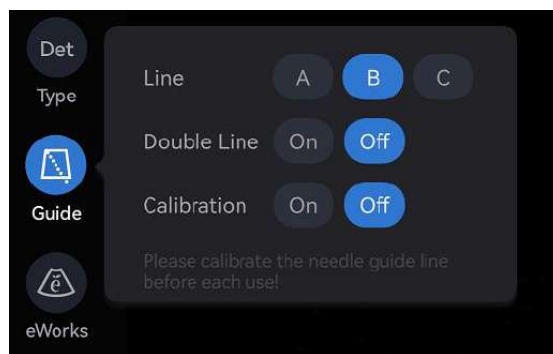 Det
Type
Line A B C
Double Line On Off
Guide
Calibration On Off
Please calibrate the needle guide line
before each use!
ĕ
eWorks